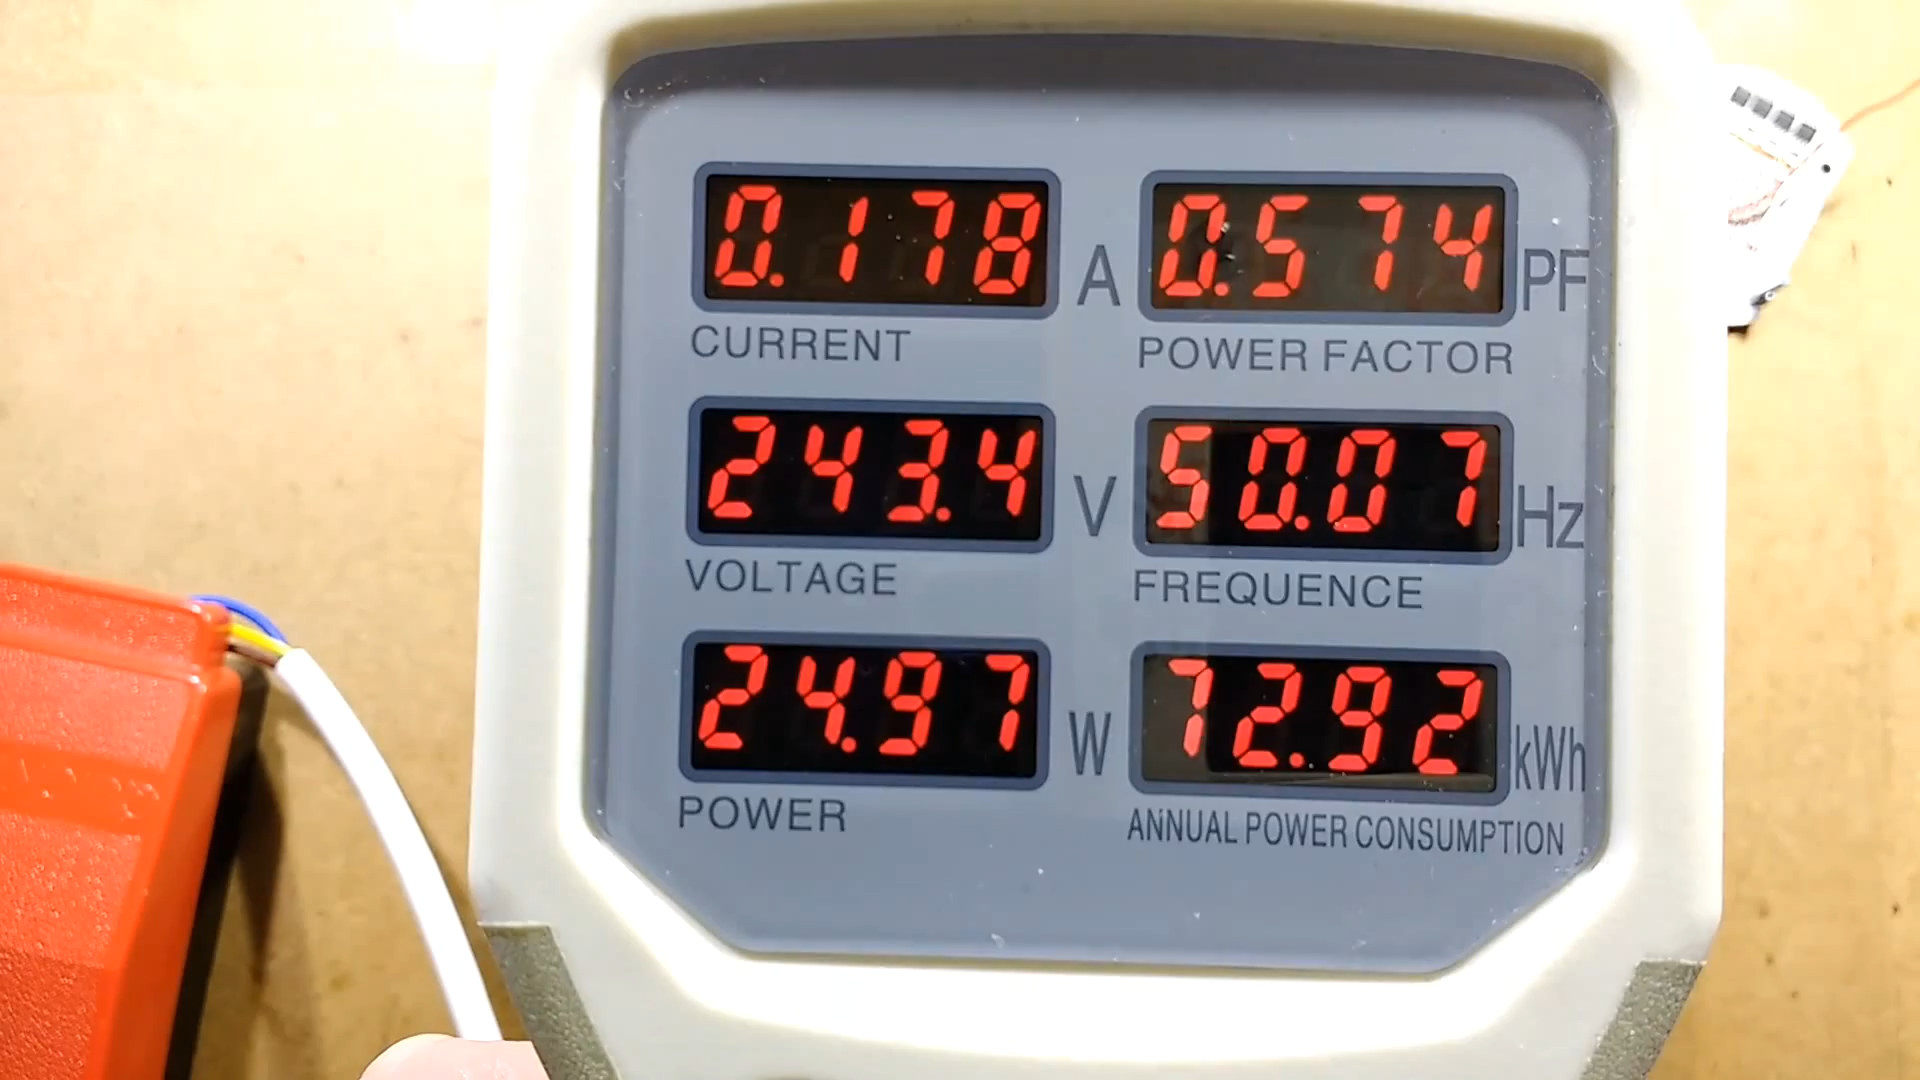 0.178 A
CURRENT
0.574 PF
POWER FACTOR
243.4 V
VOLTAGE
50.07 Hz
FREQUENCE
24.97 W
POWER
72.92 kWh
ANNUAL POWER CONSUMPTION